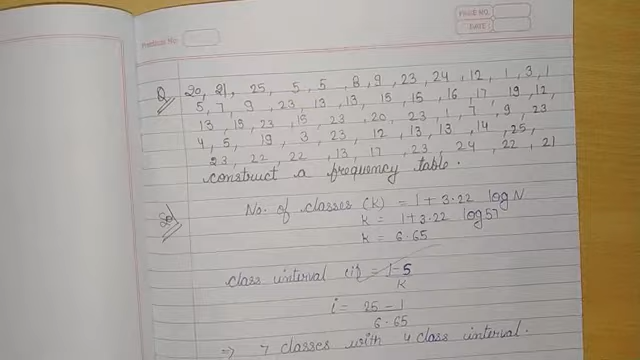 PAGE NO.
DATE
Practical No.
Q 20, 21, 25, 5, 5, 8, 9, 23, 24, 12, 1, 3, 1
5, 7, 9, 23, 13, 13, 15, 15, 16, 17, 19, 12,
13, 15, 23, 15, 23, 20, 23, 1, 7, 9, 23
4, 5, 19, 3, 23, 12, 13, 13, 14, 25,
23, 22, 22, 13, 17, 23, 24, 22, 21
construct a frequency table.
Sol No. of classes (k) = 1 + 3.22 log N
k = 1 + 3.22 log 57
k = 6.65
class interval (i) = l - s
k
i = 25 - 1
6.65
⇒ 7 classes with 4 class interval.